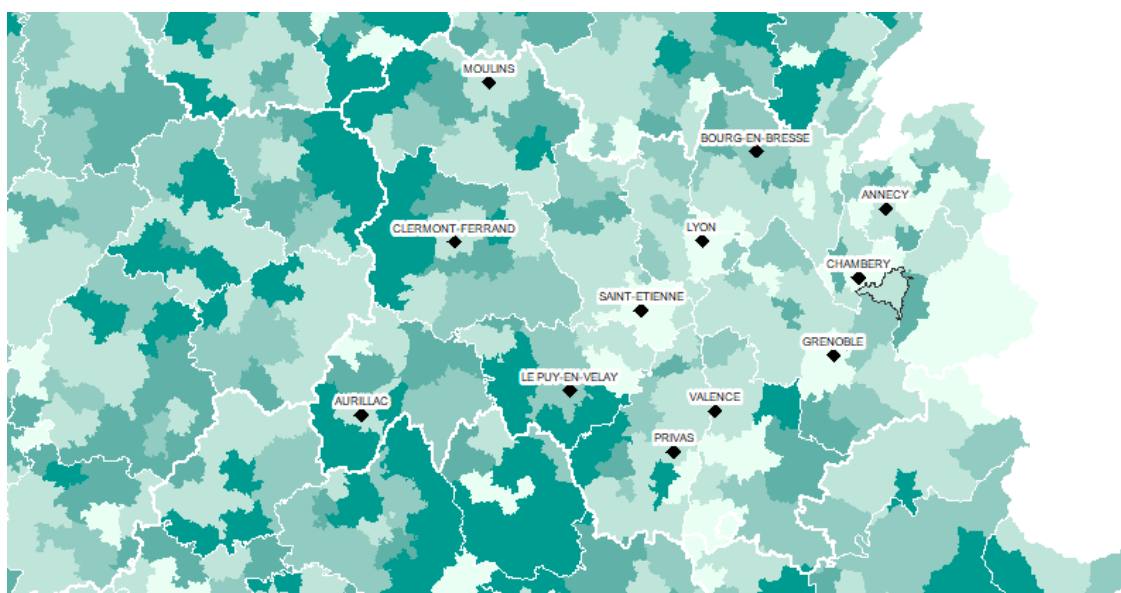 MOULINS
BOURG-EN-BRESSE
ANNECY
CLERMONT-FERRAND
LYON
CHAMBERY
SAINT-ETIENNE
GRENOBLE
LE PUY-EN-VELAY
AURILLAC
VALENCE
PRIVAS